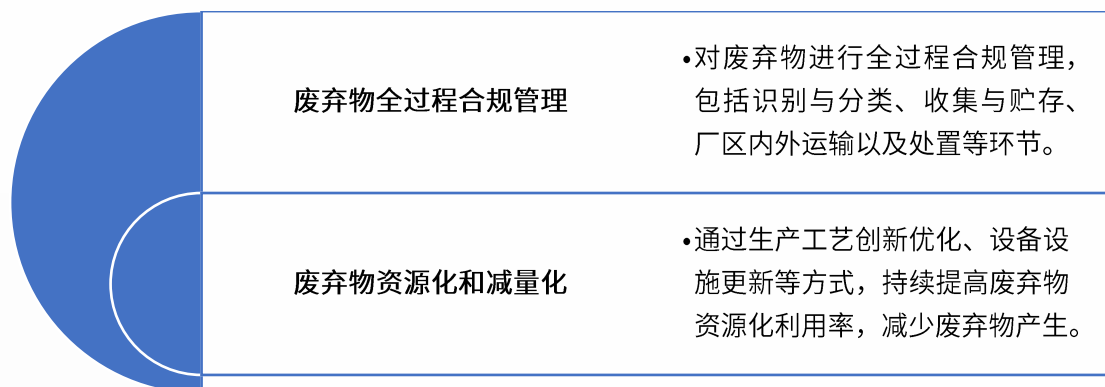 废弃物全过程合规管理
•对废弃物进行全过程合规管理，
包括识别与分类、收集与贮存、
厂区内外运输以及处置等环节。
废弃物资源化和减量化
•通过生产工艺创新优化、设备设
施更新等方式，持续提高废弃物
资源化利用率，减少废弃物产生。